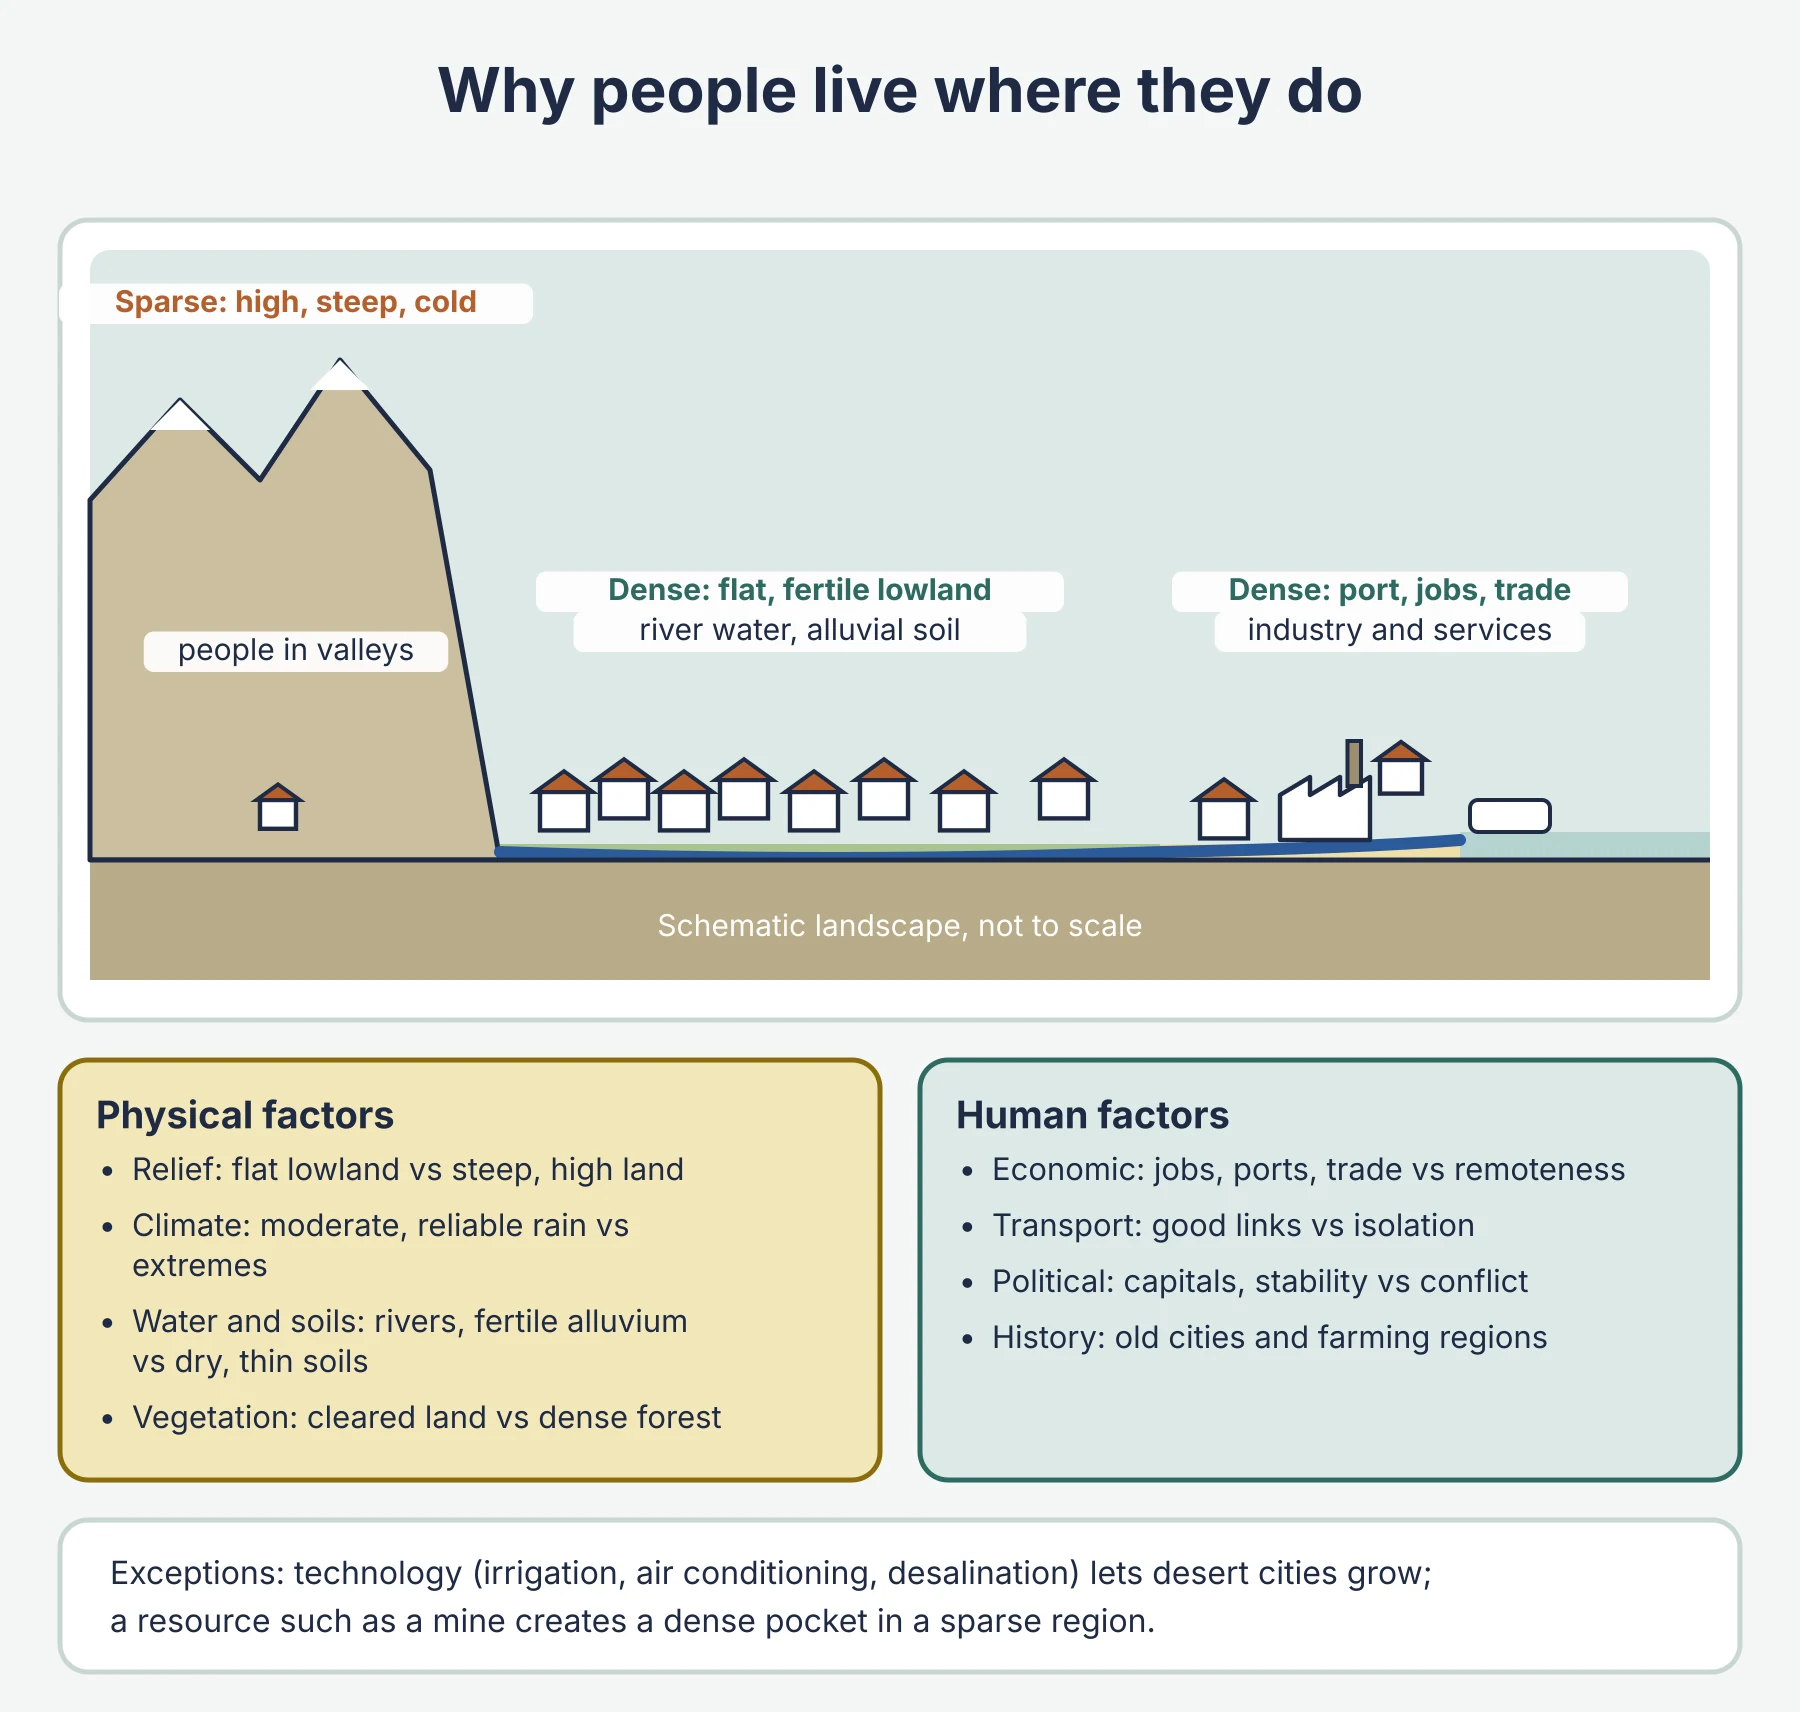 Why people live where they do
Sparse: high, steep, cold
people in valleys
Dense: flat, fertile lowland
river water, alluvial soil
Dense: port, jobs, trade
industry and services
Schematic landscape, not to scale
Physical factors
• Relief: flat lowland vs steep, high land
• Climate: moderate, reliable rain vs
extremes
• Water and soils: rivers, fertile alluvium
vs dry, thin soils
• Vegetation: cleared land vs dense forest
Human factors
• Economic: jobs, ports, trade vs remoteness
• Transport: good links vs isolation
• Political: capitals, stability vs conflict
• History: old cities and farming regions
Exceptions: technology (irrigation, air conditioning, desalination) lets desert cities grow;
a resource such as a mine creates a dense pocket in a sparse region.